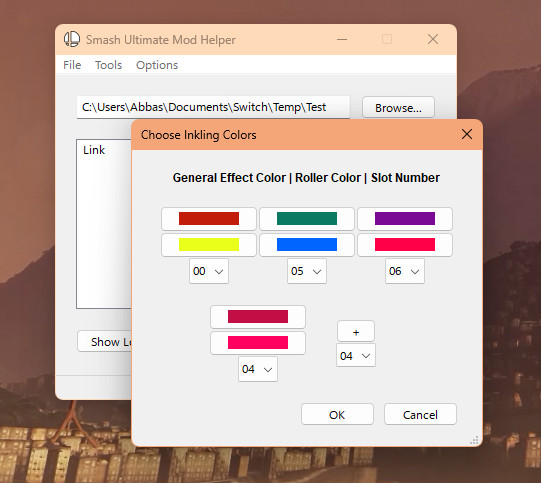 Smash Ultimate Mod Helper
File Tools Options
C:\Users\Abbas\Documents\Switch\Temp\Test Browse...
Link
Show Lo
Choose Inkling Colors
General Effect Color | Roller Color | Slot Number
00 05 06
+
04 04
OK Cancel